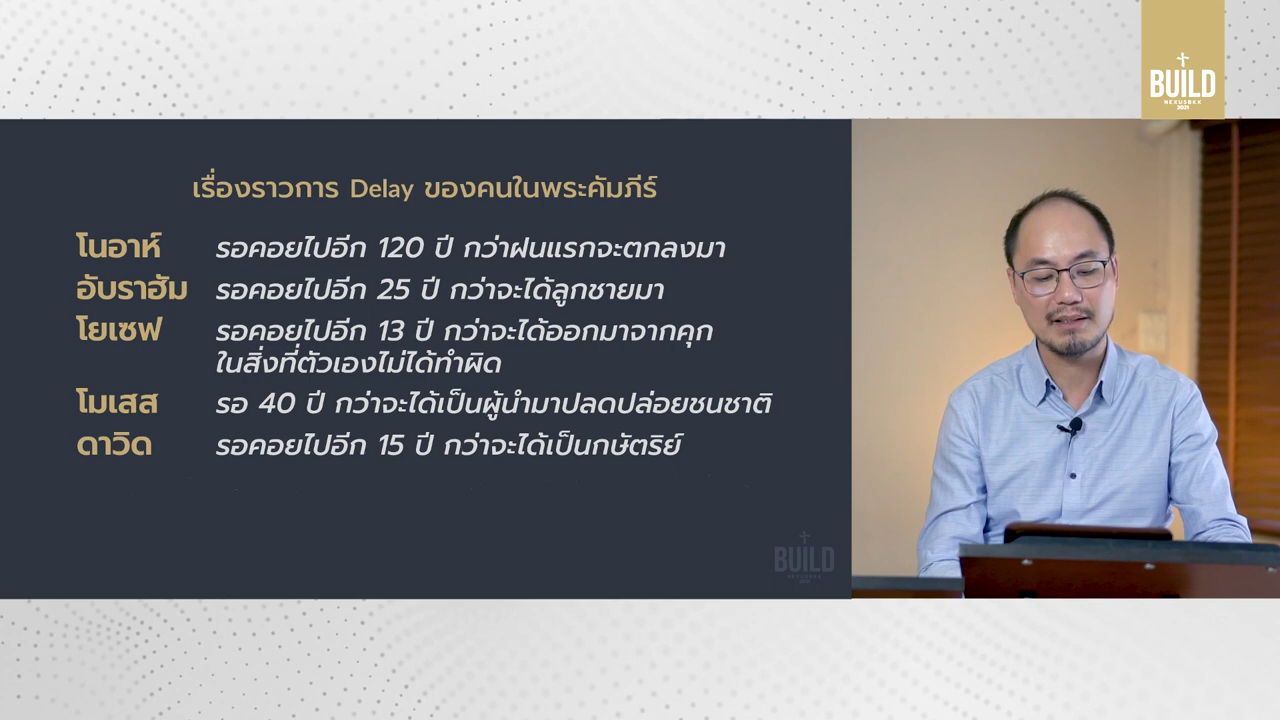 BUILD
NEXUSBKK
2021
เรื่องราวการ Delay ของคนในพระคัมภีร์
โนอาห์ รอคอยไปอีก 120 ปี กว่าฝนแรกจะตกลงมา
อับราฮัม รอคอยไปอีก 25 ปี กว่าจะได้ลูกชายมา
โยเซฟ รอคอยไปอีก 13 ปี กว่าจะได้ออกมาจากคุก
ในสิ่งที่ตัวเองไม่ได้ทำผิด
โมเสส รอ 40 ปี กว่าจะได้เป็นผู้นำมาปลดปล่อยชนชาติ
ดาวิด รอคอยไปอีก 15 ปี กว่าจะได้เป็นกษัตริย์
BUILD
NEXUSBKK
2021